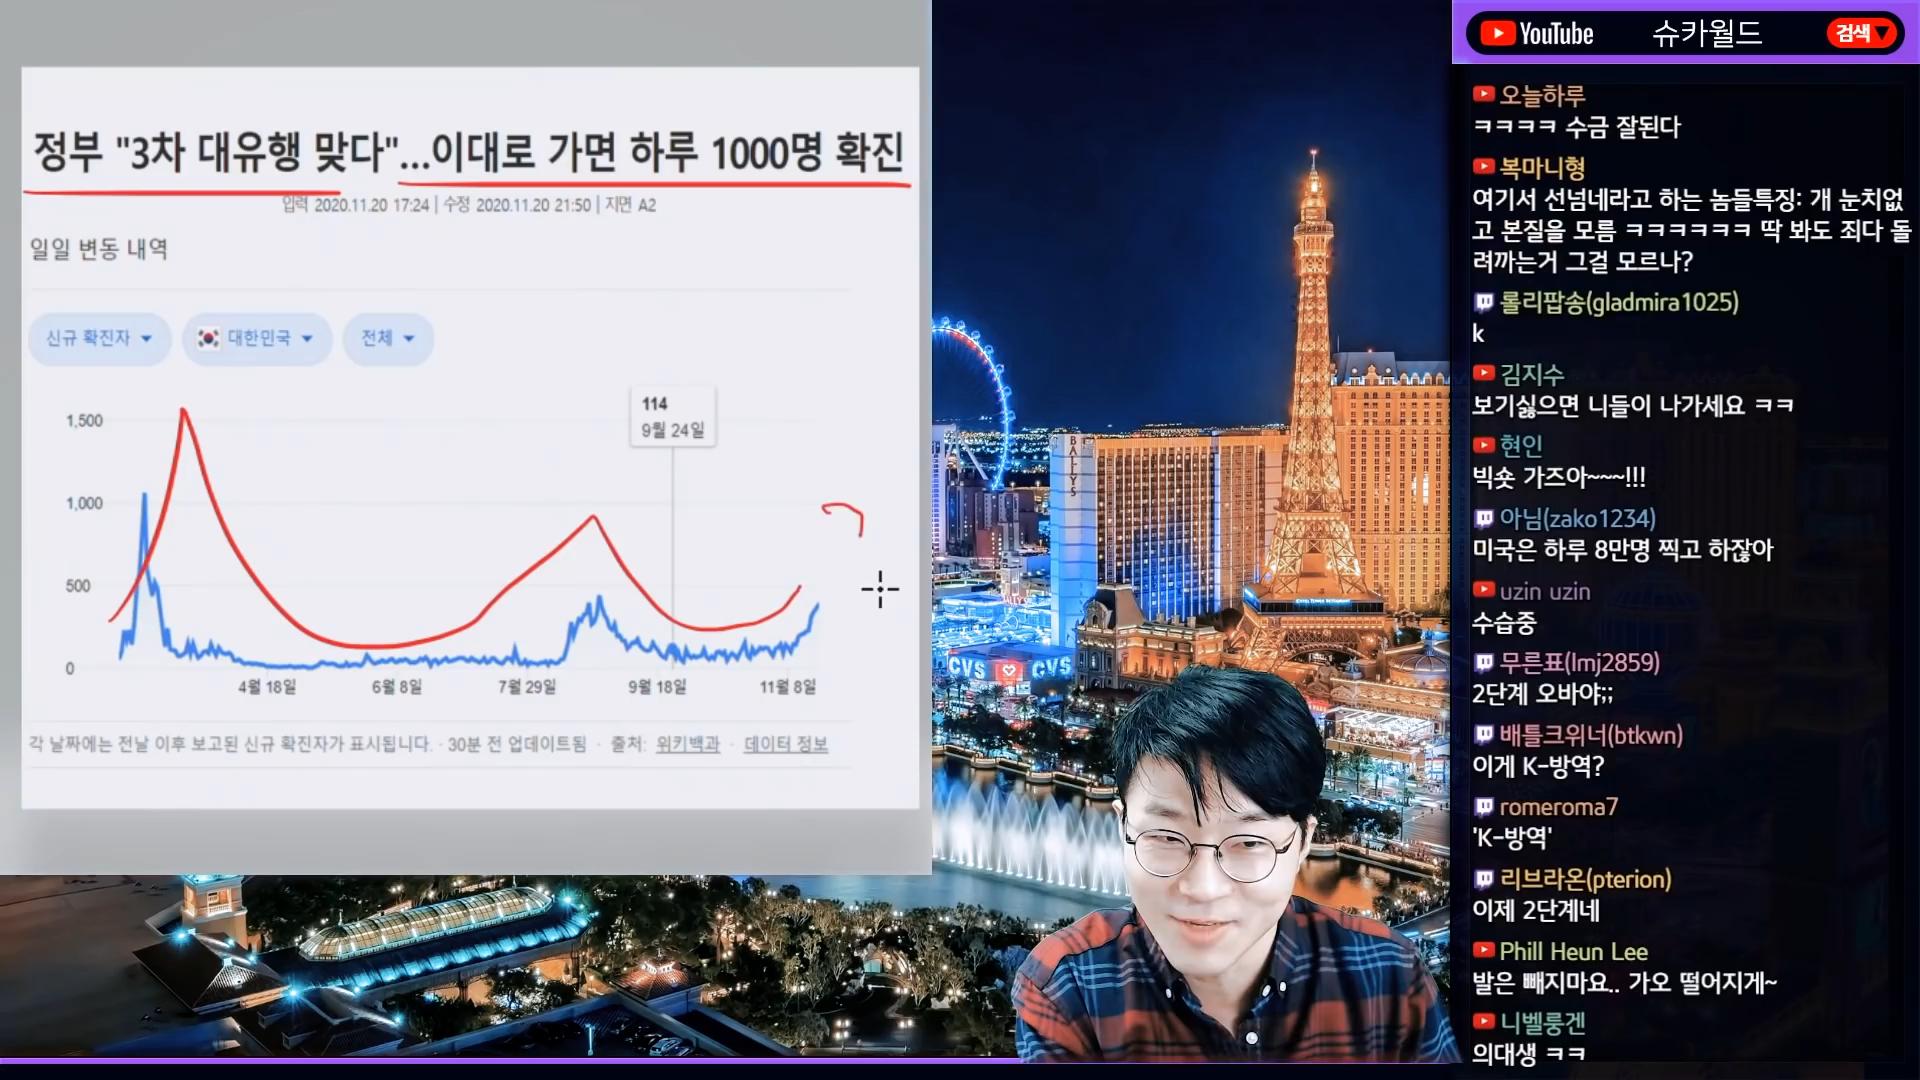 정부 "3차 대유행 맞다"...이대로 가면 하루 1000명 확진
입력 2020.11.20 17:24 | 수정 2020.11.20 21:50 | 지면 A2
일일 변동 내역
신규 확진자
대한민국
전체
114
9월 24일
1,500
1,000
500
0
4월 18일
6월 8일
7월 29일
9월 18일
11월 8일
각 날짜에는 전날 이후 보고된 신규 확진자가 표시됩니다. · 30분 전 업데이트됨 · 출처: 위키백과 · 데이터 정보
BALLYS
CVS
CVS
YouTube
슈카월드
검색
오늘하루
ㅋㅋㅋㅋ 수금 잘된다
복마니형
여기서 선넘네라고 하는 놈들특징: 개 눈치없
고 본질을 모름 ㅋㅋㅋㅋㅋㅋ 딱 봐도 죄다 돌
려까는거 그걸 모르나?
롤리팝송(gladmira1025)
k
김지수
보기싫으면 니들이 나가세요 ㅋㅋ
현인
빅숏 가즈아~~~!!!
아님(zako1234)
미국은 하루 8만명 찍고 하잖아
uzin uzin
수습중
무른표(lmj2859)
2단계 오바야;;
배틀크위너(btkwn)
이게 K-방역?
romeroma7
'K-방역'
리브라온(pterion)
이제 2단계네
Phill Heun Lee
발은 빼지마요.. 가오 떨어지게~
니벨룽겐
의대생 ㅋㅋ